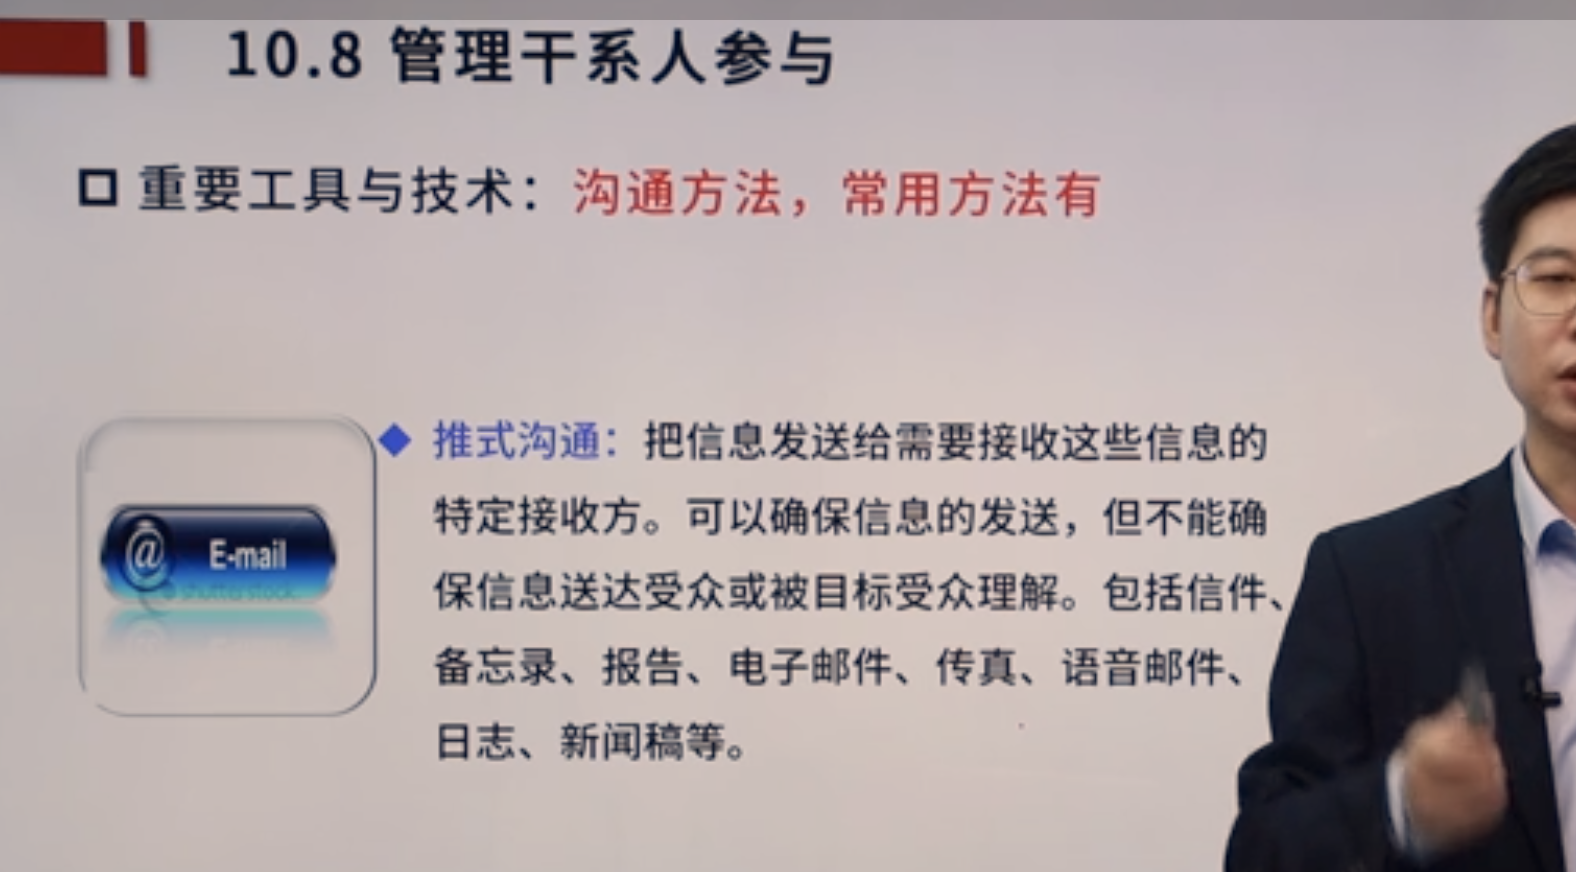 10.8 管理干系人参与
重要工具与技术：沟通方法，常用方法有
推式沟通：把信息发送给需要接收这些信息的
特定接收方。可以确保信息的发送，但不能确
保信息送达受众或被目标受众理解。包括信件、
备忘录、报告、电子邮件、传真、语音邮件、
日志、新闻稿等。
@ E-mail
shutterstock